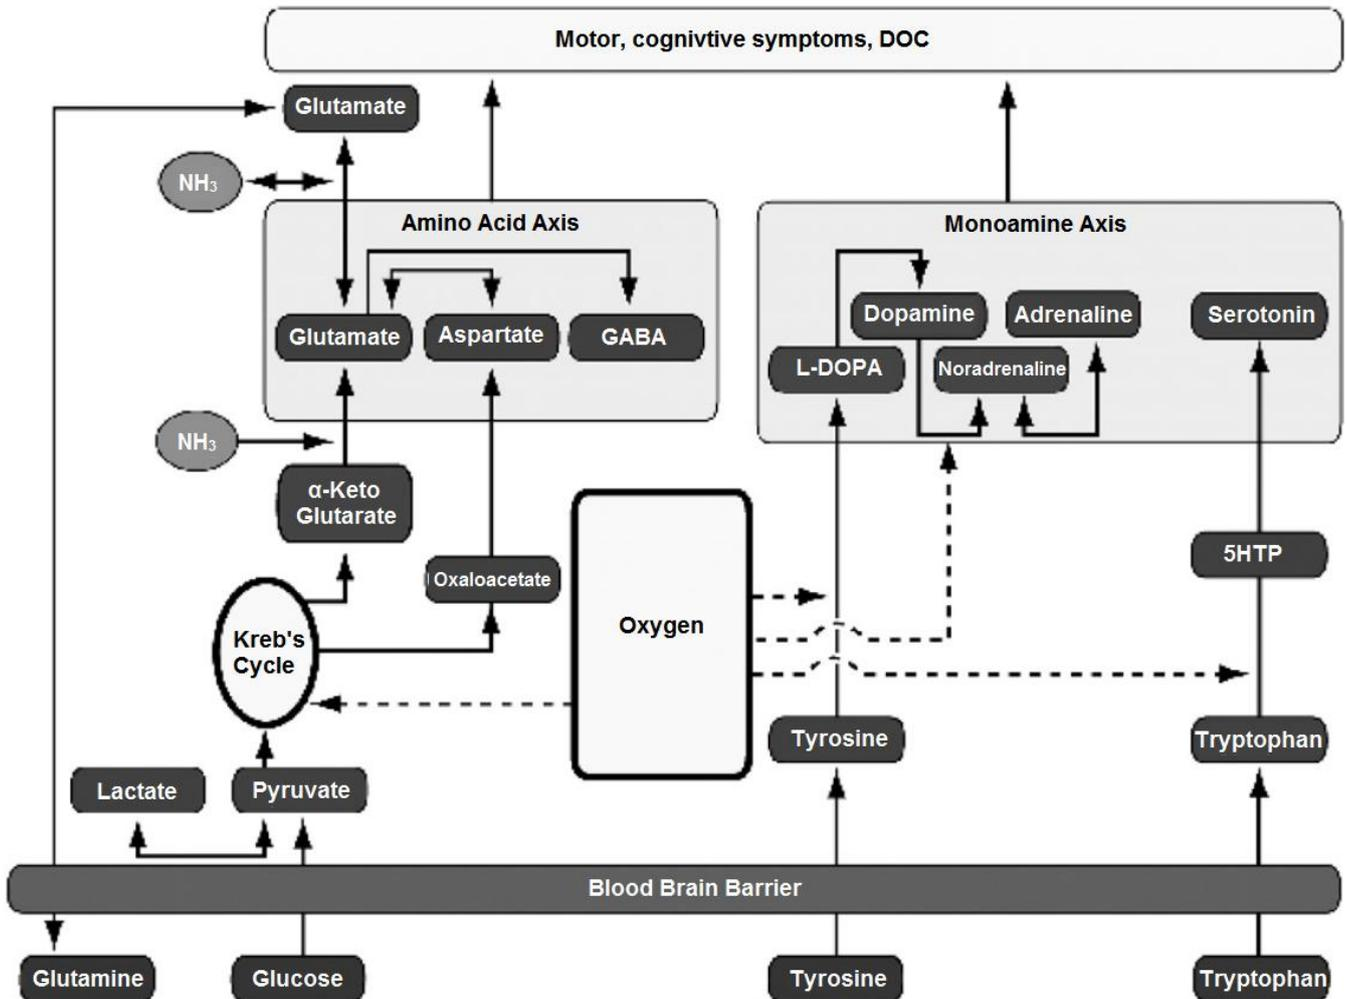 Motor, cognivtive symptoms, DOC
Glutamate
NH₃
Amino Acid Axis
Monoamine Axis
Glutamate
Aspartate
GABA
Dopamine
Adrenaline
Serotonin
L-DOPA
Noradrenaline
NH₃
α-Keto
Glutarate
Oxaloacetate
5HTP
Oxygen
Kreb's
Cycle
Tyrosine
Tryptophan
Lactate
Pyruvate
Blood Brain Barrier
Glutamine
Glucose
Tyrosine
Tryptophan